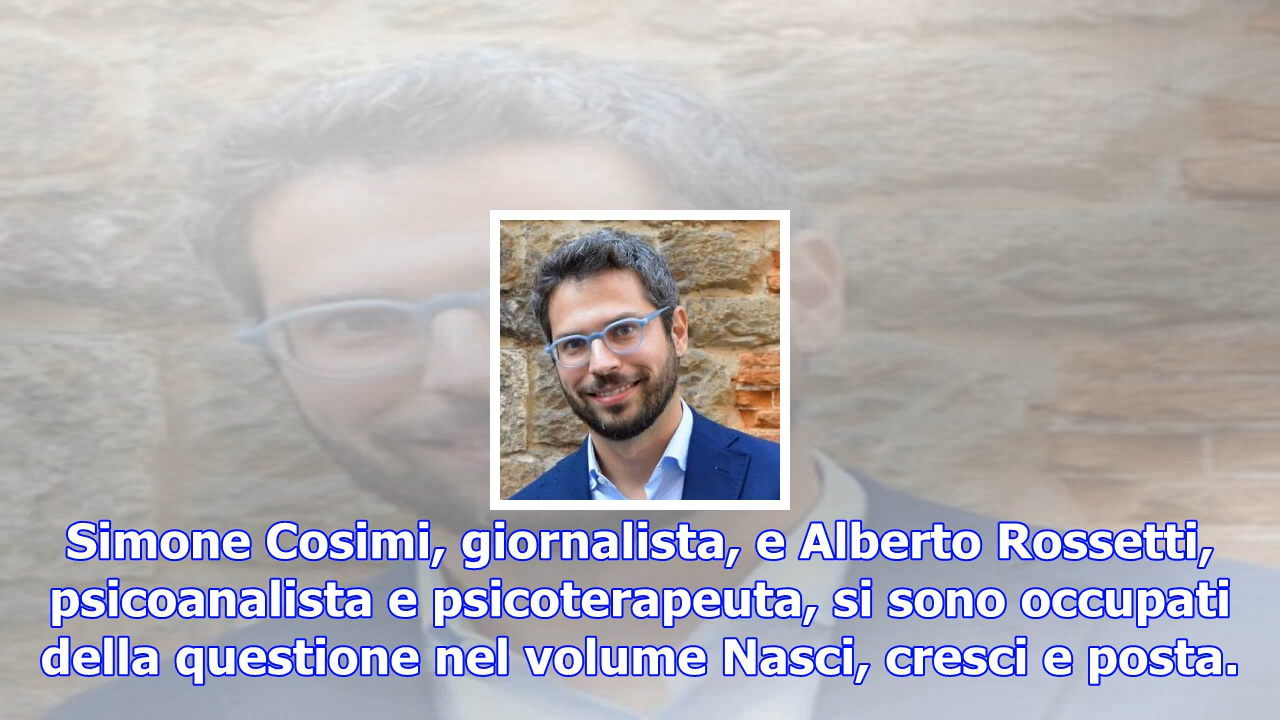 Simone Cosimi, giornalista, e Alberto Rossetti,
psicoanalista e psicoterapeuta, si sono occupati
della questione nel volume Nasci, cresci e posta.